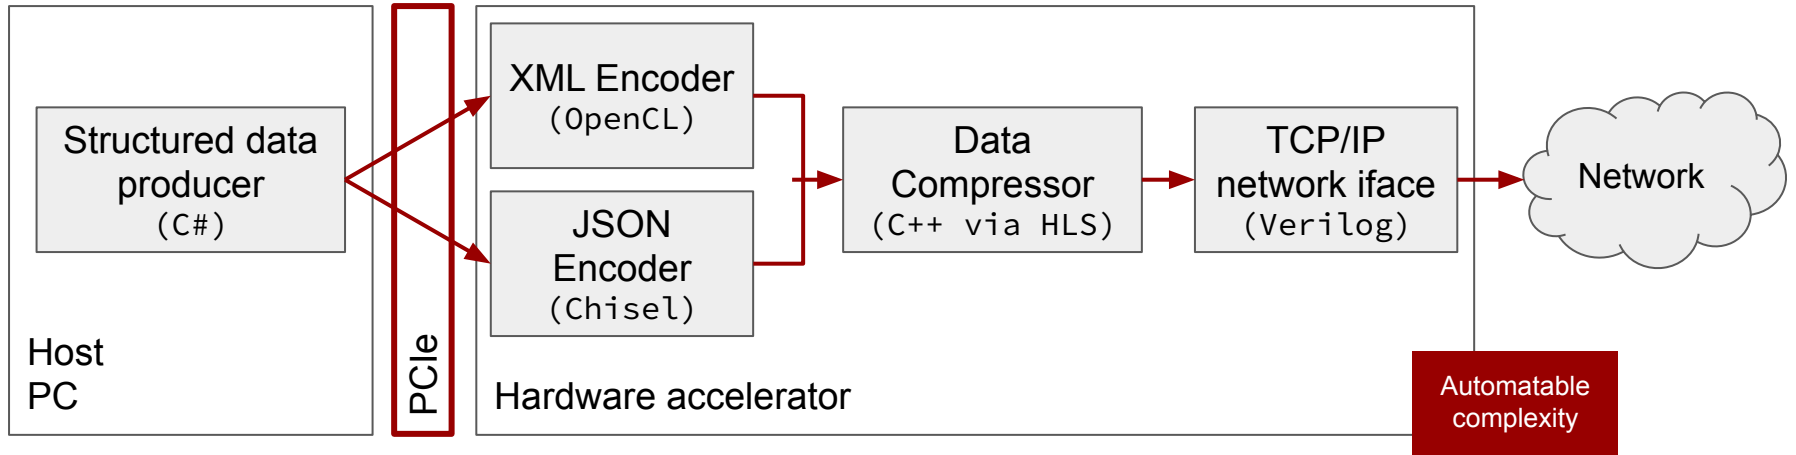 Structured data
producer
(C#)
Host
PC
PCIe
XML Encoder
(OpenCL)
JSON
Encoder
(Chisel)
Hardware accelerator
Data
Compressor
(C++ via HLS)
TCP/IP
network iface
(Verilog)
Network
Automatable
complexity